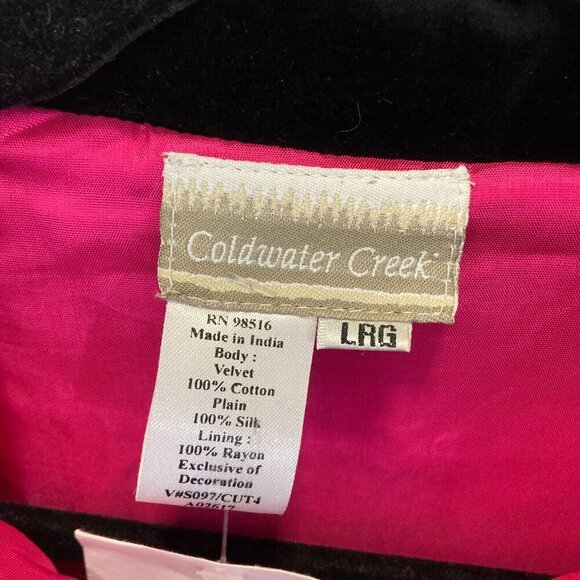 Coldwater Creek
LRG
RN 98516
Made in India
Body :
Velvet
100% Cotton
Plain
100% Silk
Lining :
100% Rayon
Exclusive of
Decoration
V#S097/CUT4
A02617